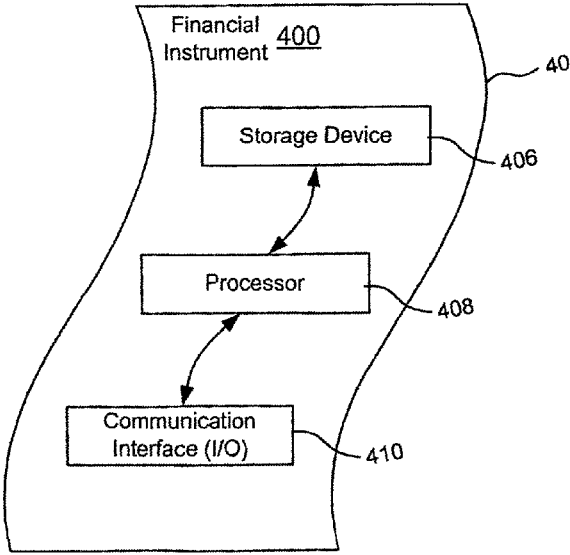 Financial
Instrument 400
40
Storage Device
406
Processor
408
Communication
Interface (I/O)
410